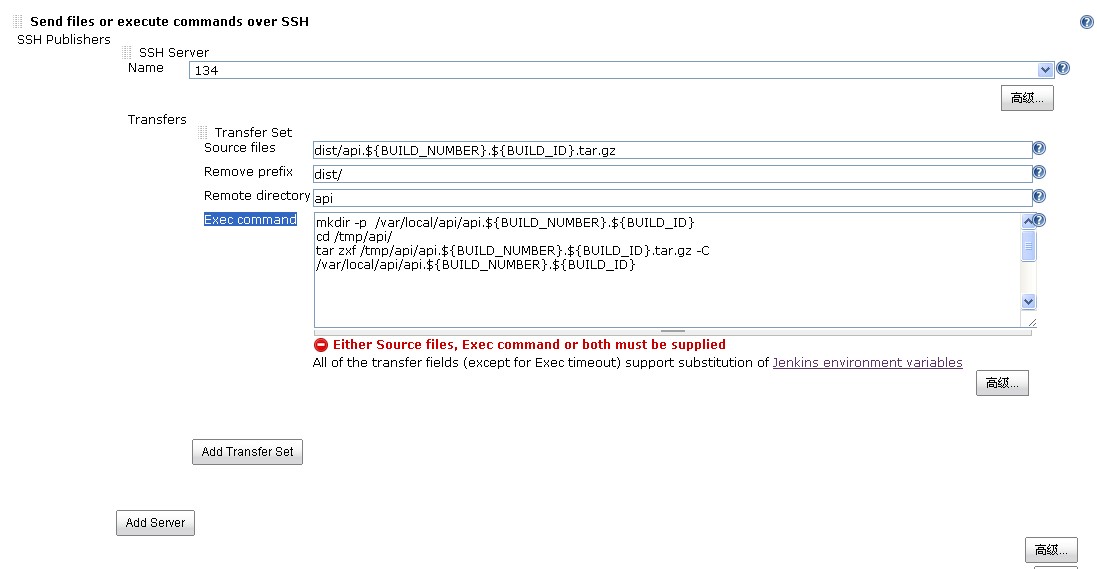 Send files or execute commands over SSH
SSH Publishers
SSH Server
Name
134
高级...
Transfers
Transfer Set
Source files
dist/api.${BUILD_NUMBER}.${BUILD_ID}.tar.gz
Remove prefix
dist/
Remote directory
api
Exec command
mkdir -p  /var/local/api/api.${BUILD_NUMBER}.${BUILD_ID}
cd /tmp/api/
tar zxf /tmp/api/api.${BUILD_NUMBER}.${BUILD_ID}.tar.gz -C
/var/local/api/api.${BUILD_NUMBER}.${BUILD_ID}
Either Source files, Exec command or both must be supplied
All of the transfer fields (except for Exec timeout) support substitution of Jenkins environment variables
高级...
Add Transfer Set
Add Server
高级...